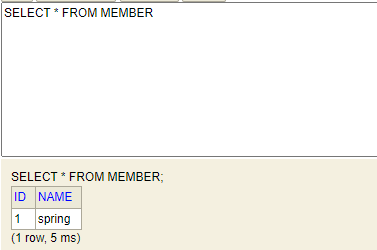 SELECT * FROM MEMBER
SELECT * FROM MEMBER;
ID NAME
1 spring
(1 row, 5 ms)